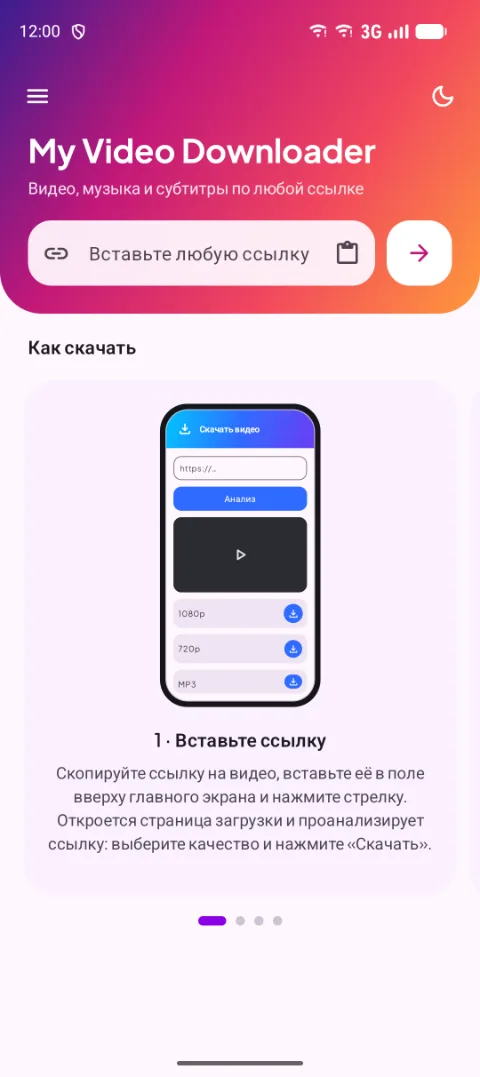 12:00
3G
My Video Downloader
Видео, музыка и субтитры по любой ссылке
Вставьте любую ссылку
Как скачать
Скачать видео
https://..
Анализ
1080p
720p
MP3
1 · Вставьте ссылку
Скопируйте ссылку на видео, вставьте её в поле
вверху главного экрана и нажмите стрелку.
Откроется страница загрузки и проанализирует
ссылку: выберите качество и нажмите «Скачать».